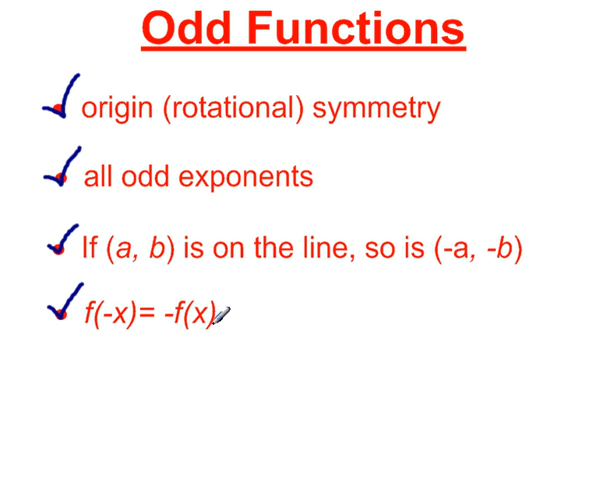 Odd Functions
origin (rotational) symmetry
all odd exponents
If (a, b) is on the line, so is (-a, -b)
f(-x)= -f(x)